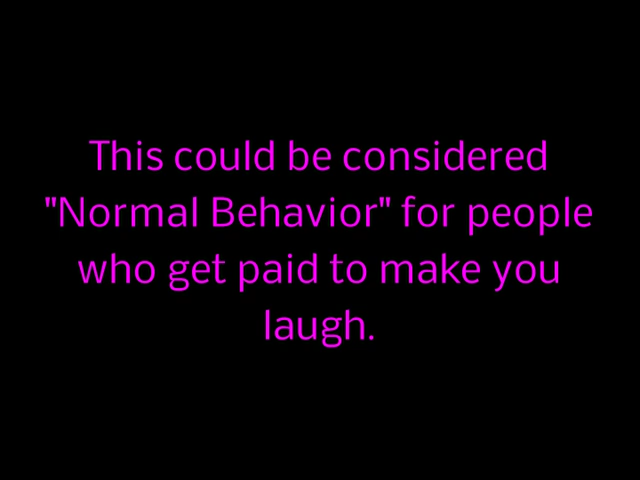 This could be considered
"Normal Behavior" for people
who get paid to make you
laugh.